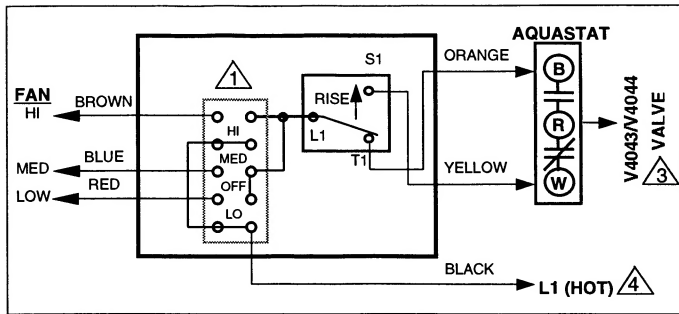 AQUASTAT
S1
ORANGE
1
B
FAN
HI
BROWN
RISE
HI
L1
R
V4043/V4044
VALVE
3
MED
BLUE
MED
T1
LOW
RED
OFF
YELLOW
W
LO
BLACK
L1 (HOT)
4